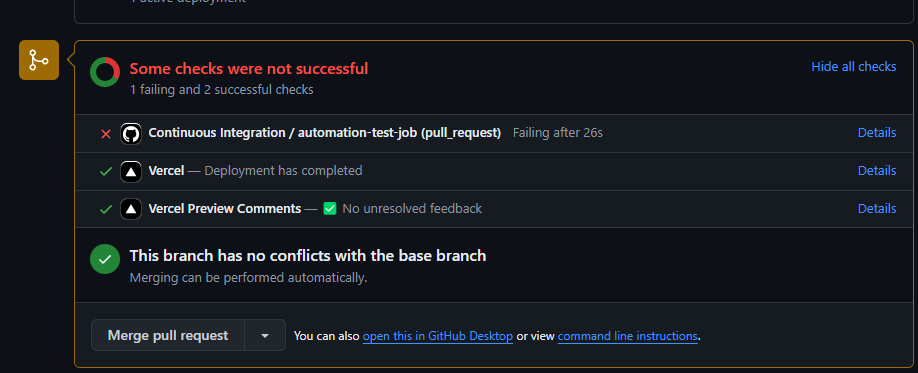 1 active deployment
Some checks were not successful
Hide all checks
1 failing and 2 successful checks
Continuous Integration / automation-test-job (pull_request) Failing after 26s
Details
Vercel — Deployment has completed
Details
Vercel Preview Comments — ✅ No unresolved feedback
Details
This branch has no conflicts with the base branch
Merging can be performed automatically.
Merge pull request
You can also open this in GitHub Desktop or view command line instructions.